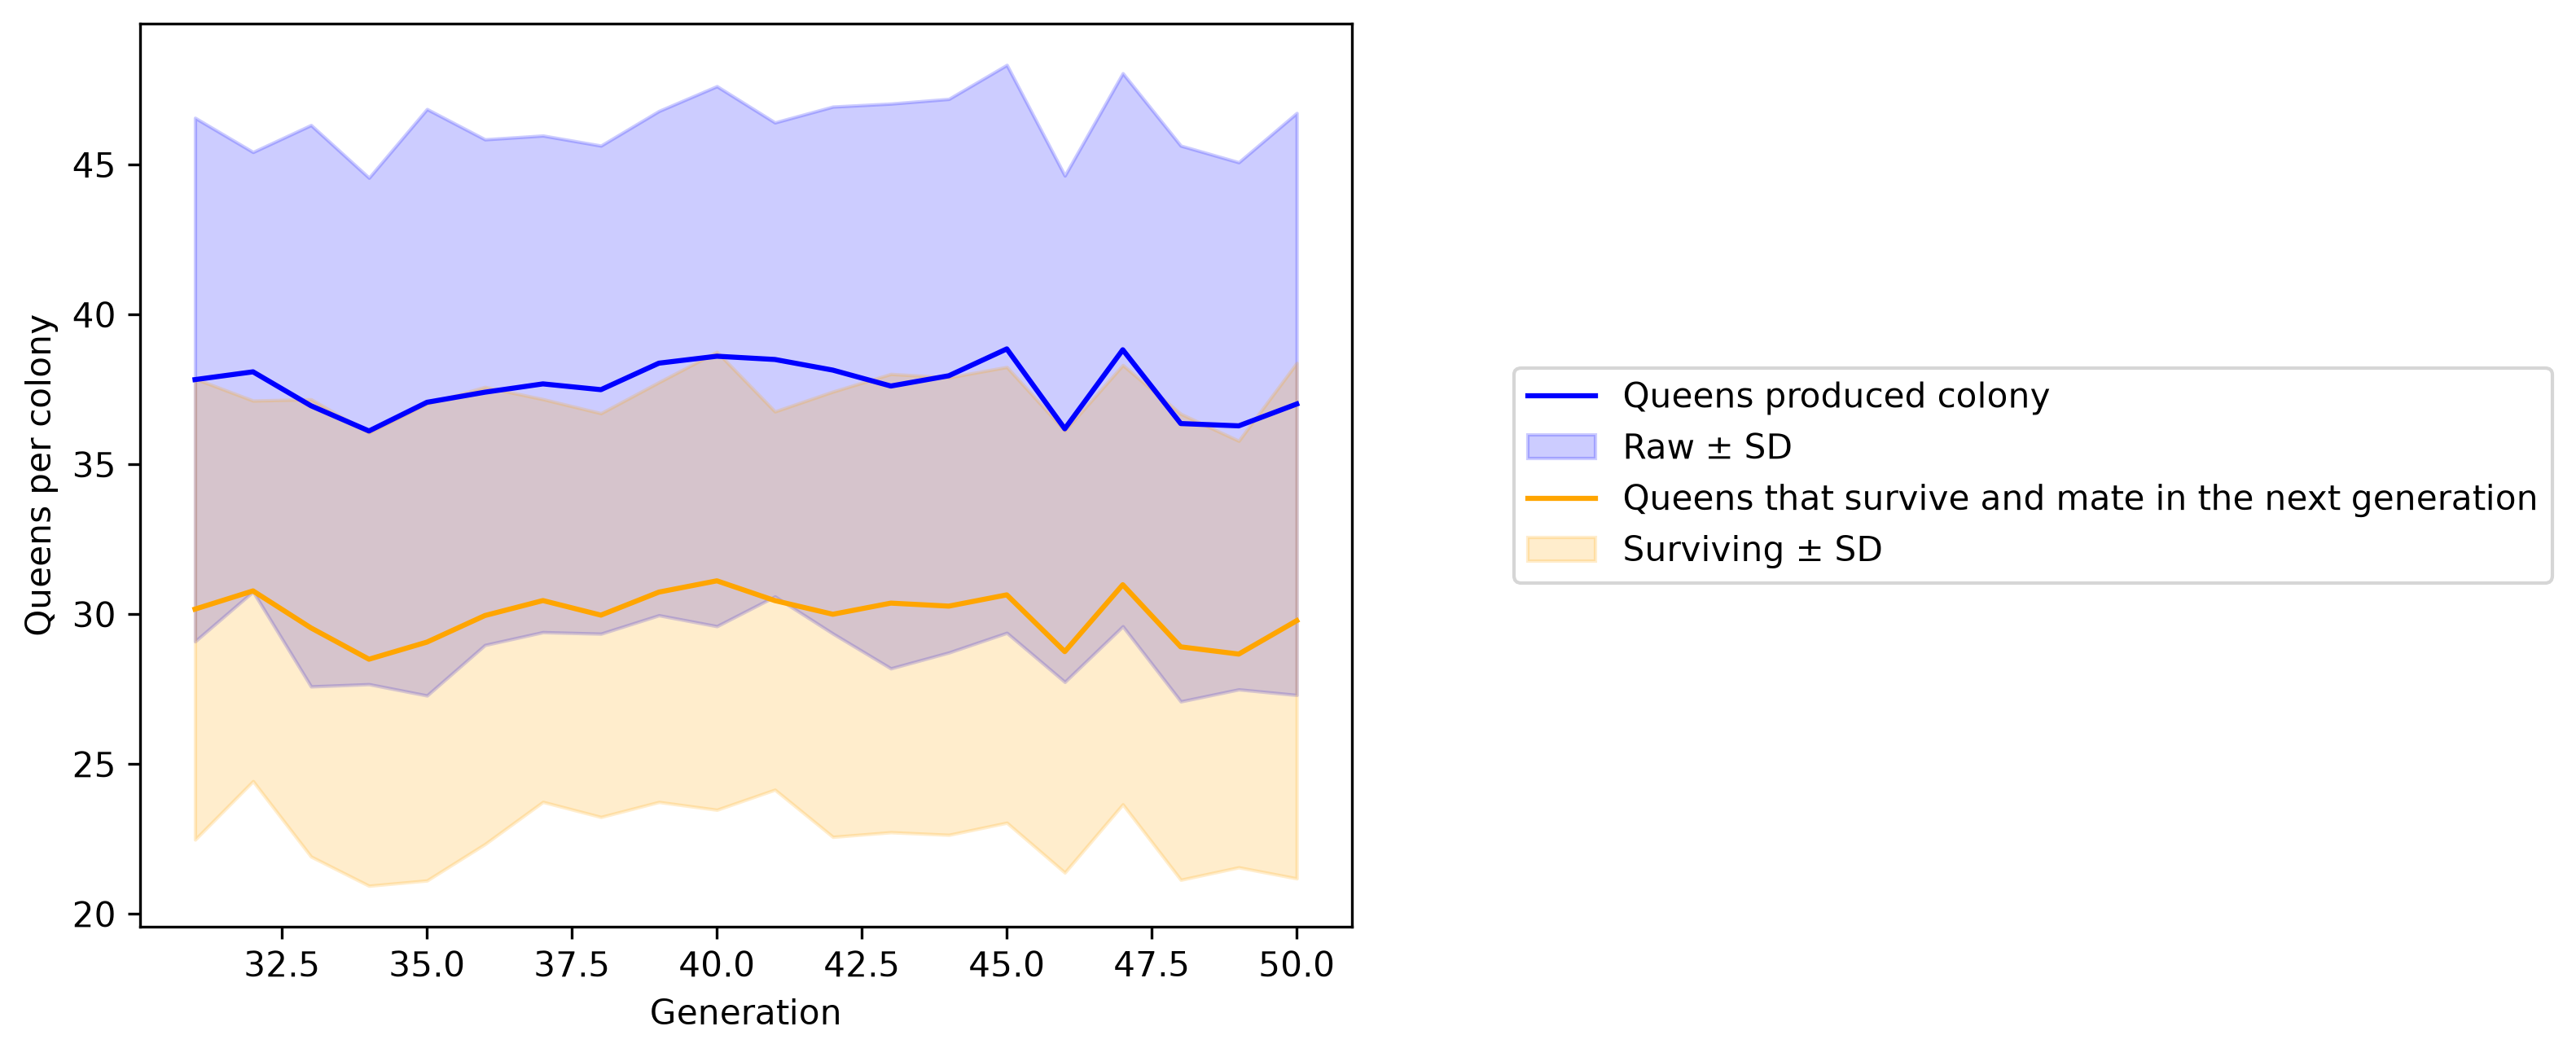 45
40
35
30
25
20
Queens per colony
32.5 35.0 37.5 40.0 42.5 45.0 47.5 50.0
Generation
Queens produced colony
Raw ± SD
Queens that survive and mate in the next generation
Surviving ± SD